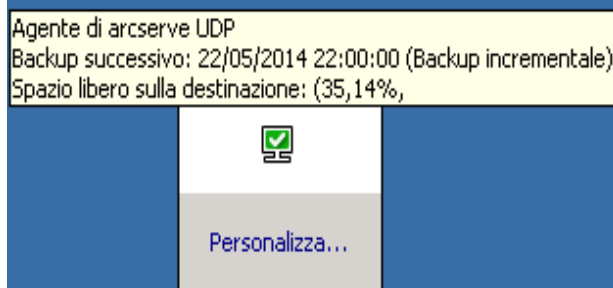 Agente di arcserve UDP
Backup successivo: 22/05/2014 22:00:00 (Backup incrementale)
Spazio libero sulla destinazione: (35,14%,
Personalizza...